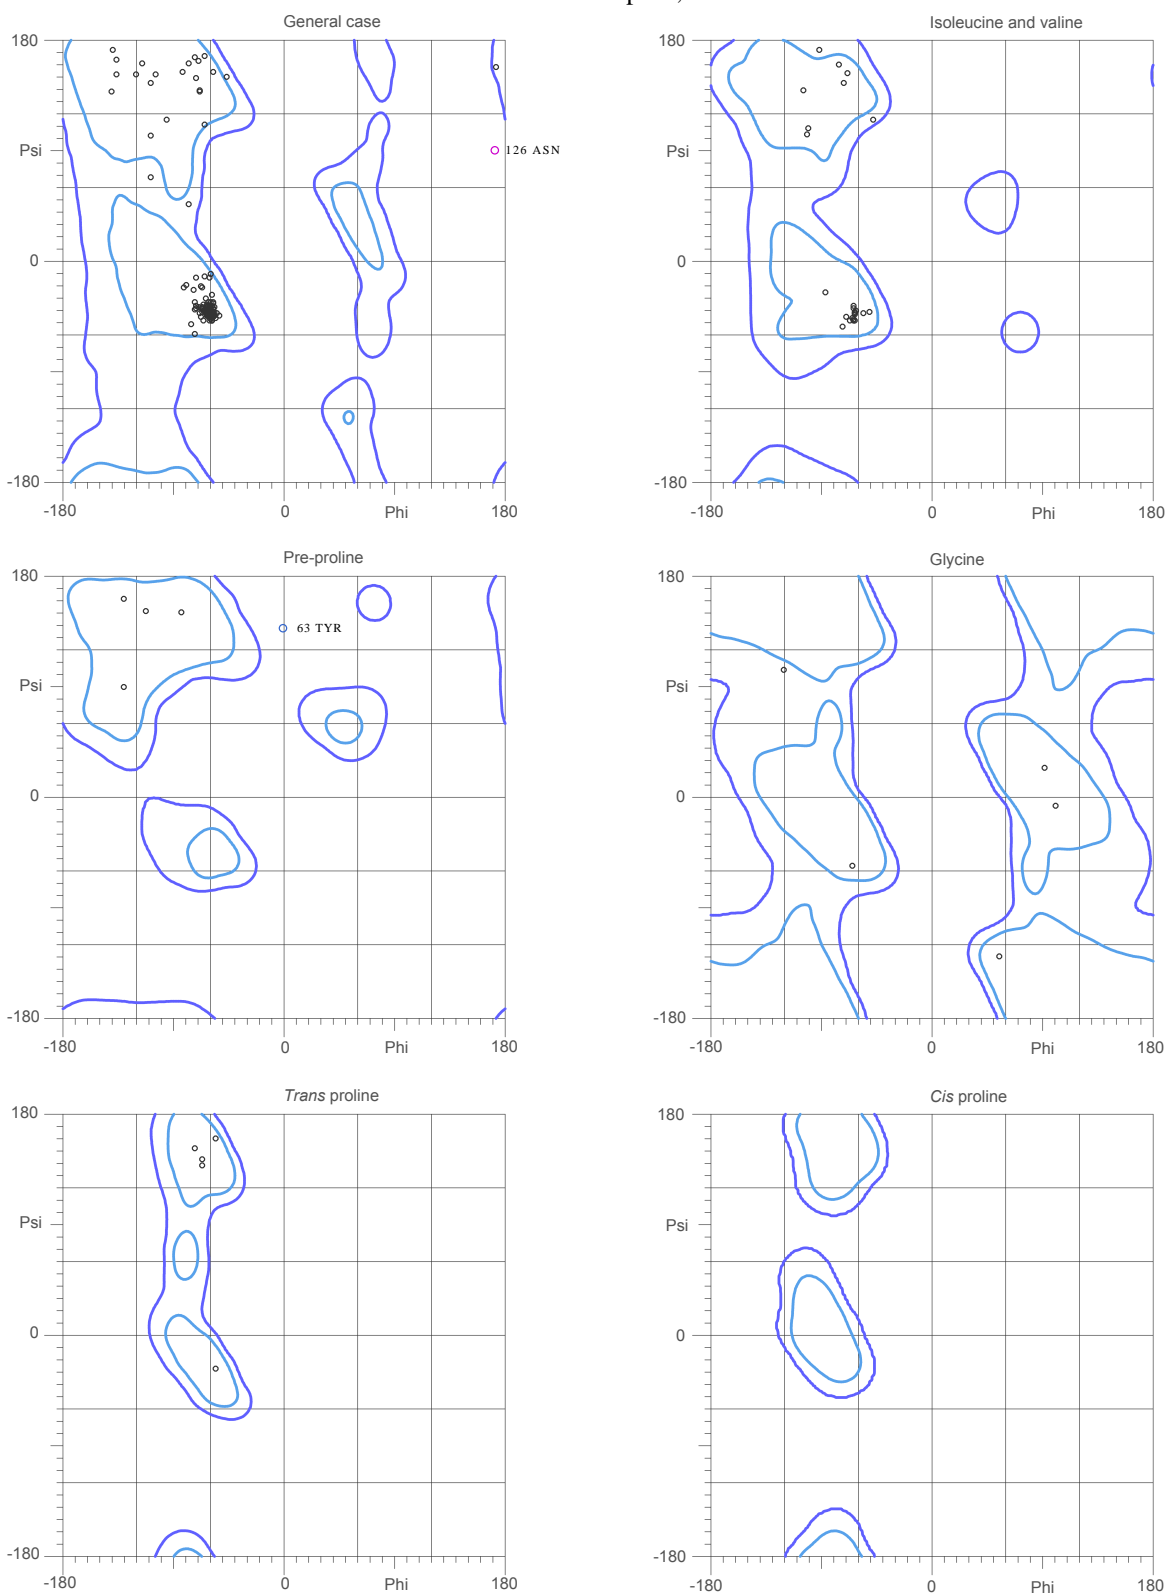 General case
Isoleucine and valine
180
180
126 ASN
Psi
Psi
0
0
-180
-180
-180
0
Phi
180
-180
0
Phi
180
Pre-proline
Glycine
180
180
63 TYR
Psi
Psi
0
0
-180
-180
-180
0
Phi
180
-180
0
Phi
180
Trans proline
Cis proline
180
180
Psi
Psi
0
0
-180
-180
-180
0
Phi
180
-180
0
Phi
180